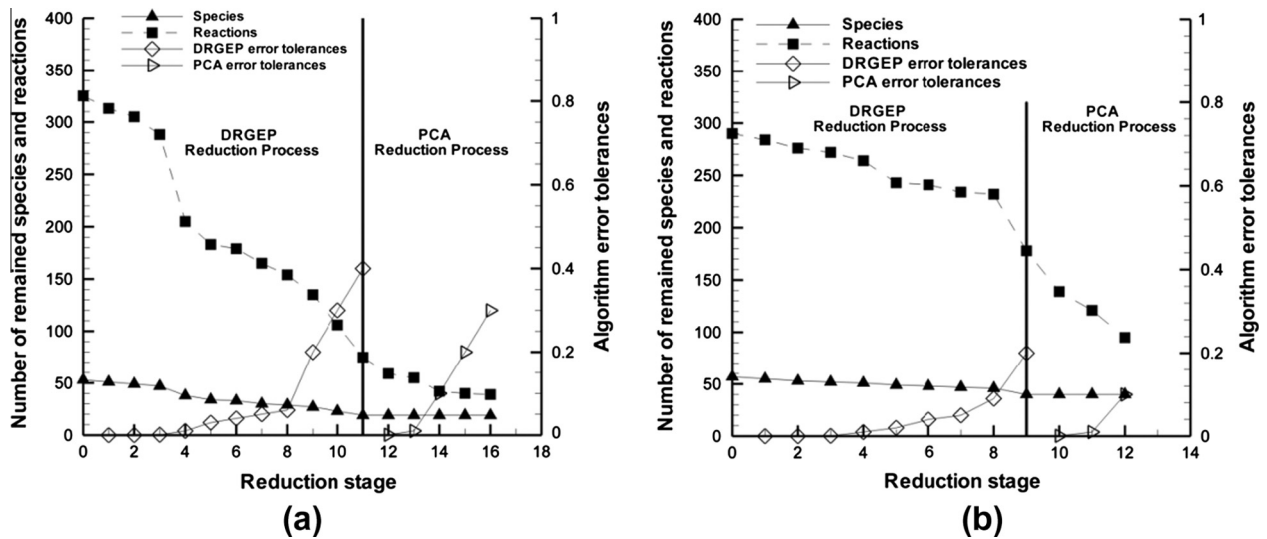 Number of remained species and reactions
400
350
300
250
200
150
100
50
0
Species
Reactions
DRGEP error tolerances
PCA error tolerances
DRGEP
Reduction Process
PCA
Reduction Process
1
0.8
0.6
0.4
0.2
0
Algorithm error tolerances
0 2 4 6 8 10 12 14 16 18
Reduction stage
(a)
Number of remained species and reactions
400
350
300
250
200
150
100
50
0
Species
Reactions
DRGEP error tolerances
PCA error tolerances
DRGEP
Reduction Process
PCA
Reduction Process
1
0.8
0.6
0.4
0.2
0
Algorithm error tolerances
0 2 4 6 8 10 12 14
Reduction stage
(b)